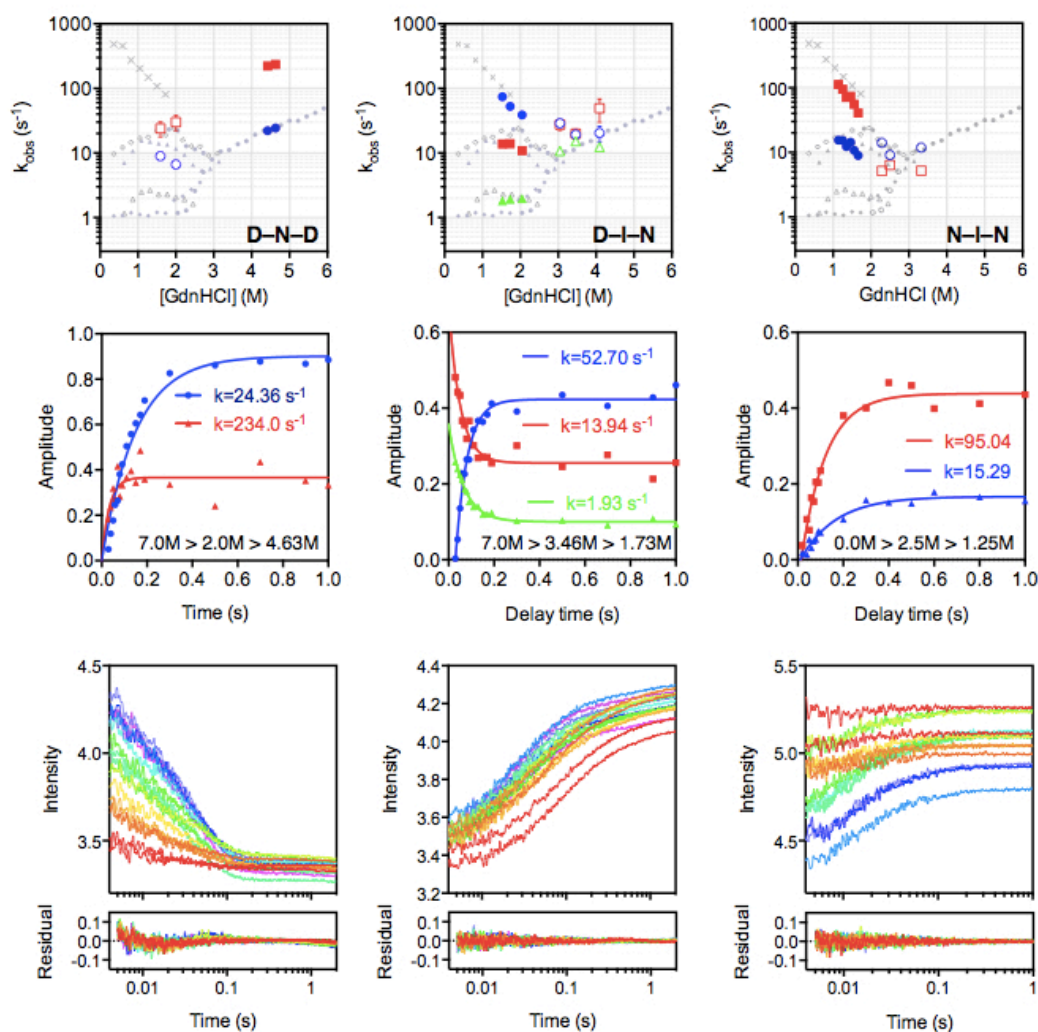 1000
100
10
1
k_obs (s⁻¹)
D–N–D
0 1 2 3 4 5 6
[GdnHCl] (M)
1000
100
10
1
k_obs (s⁻¹)
D–I–N
0 1 2 3 4 5 6
[GdnHCl] (M)
1000
100
10
1
k_obs (s⁻¹)
N–I–N
0 1 2 3 4 5 6
GdnHCl (M)
1.0
0.8
0.6
0.4
0.2
0.0
Amplitude
k=24.36 s⁻¹
k=234.0 s⁻¹
7.0M > 2.0M > 4.63M
0.0 0.2 0.4 0.6 0.8 1.0
Time (s)
0.6
0.4
0.2
0.0
Amplitude
k=52.70 s⁻¹
k=13.94 s⁻¹
k=1.93 s⁻¹
7.0M > 3.46M > 1.73M
0.0 0.2 0.4 0.6 0.8 1.0
Delay time (s)
0.6
0.4
0.2
0.0
Amplitude
k=95.04
k=15.29
0.0M > 2.5M > 1.25M
0.0 0.2 0.4 0.6 0.8 1.0
Delay time (s)
4.5
4.0
3.5
Intensity
0.1
0.0
-0.1
Residual
0.01 0.1 1
Time (s)
4.4
4.2
4.0
3.8
3.6
3.4
3.2
Intensity
0.1
0.0
-0.1
Residual
0.01 0.1 1
Time (s)
5.5
5.0
4.5
Intensity
0.1
0.0
-0.1
Residual
0.01 0.1 1
Time (s)